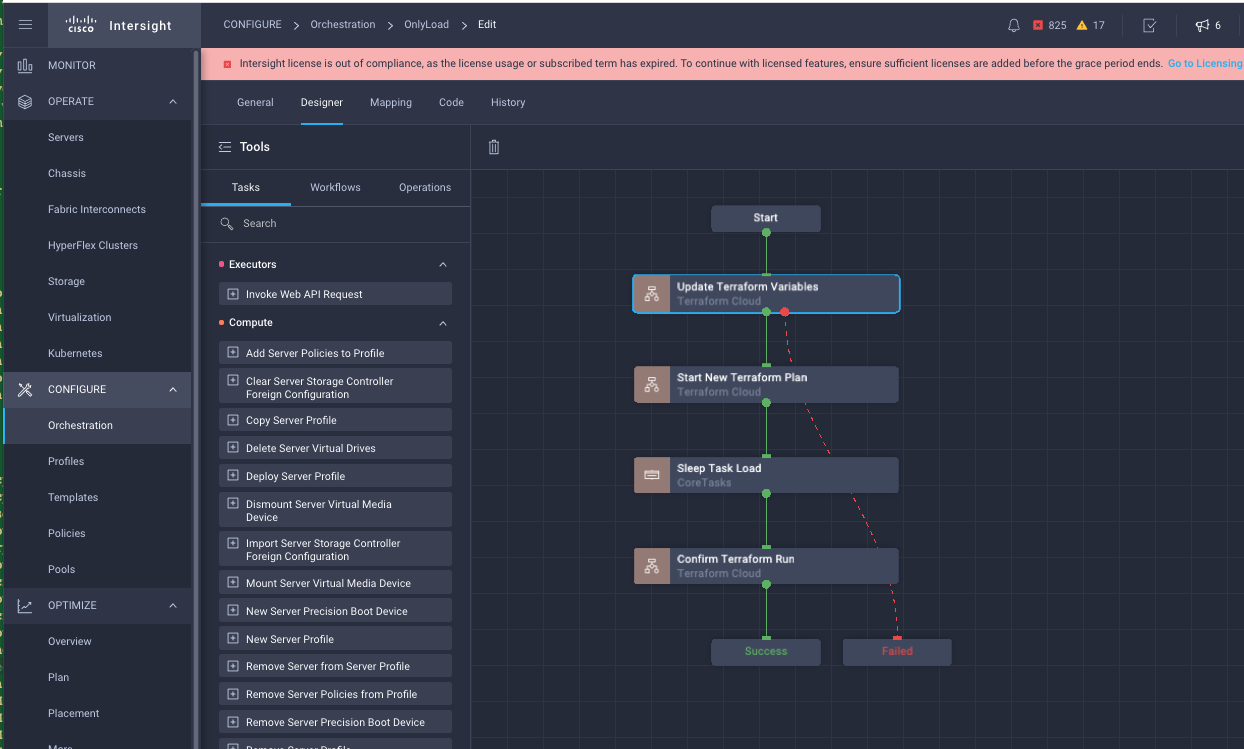 CISCO Intersight
CONFIGURE > Orchestration > OnlyLoad > Edit
825 17 6
Intersight license is out of compliance, as the license usage or subscribed term has expired. To continue with licensed features, ensure sufficient licenses are added before the grace period ends. Go to Licensing
MONITOR
OPERATE
Servers
Chassis
Fabric Interconnects
HyperFlex Clusters
Storage
Virtualization
Kubernetes
CONFIGURE
Orchestration
Profiles
Templates
Policies
Pools
OPTIMIZE
Overview
Plan
Placement
More
General Designer Mapping Code History
Tools
Tasks Workflows Operations
Search
Executors
Invoke Web API Request
Compute
Add Server Policies to Profile
Clear Server Storage Controller
Foreign Configuration
Copy Server Profile
Delete Server Virtual Drives
Deploy Server Profile
Dismount Server Virtual Media
Device
Import Server Storage Controller
Foreign Configuration
Mount Server Virtual Media Device
New Server Precision Boot Device
New Server Profile
Remove Server from Server Profile
Remove Server Policies from Profile
Remove Server Precision Boot Device
Remove Server Profile
Start
Update Terraform Variables
Terraform Cloud
Start New Terraform Plan
Terraform Cloud
Sleep Task Load
CoreTasks
Confirm Terraform Run
Terraform Cloud
Success
Failed